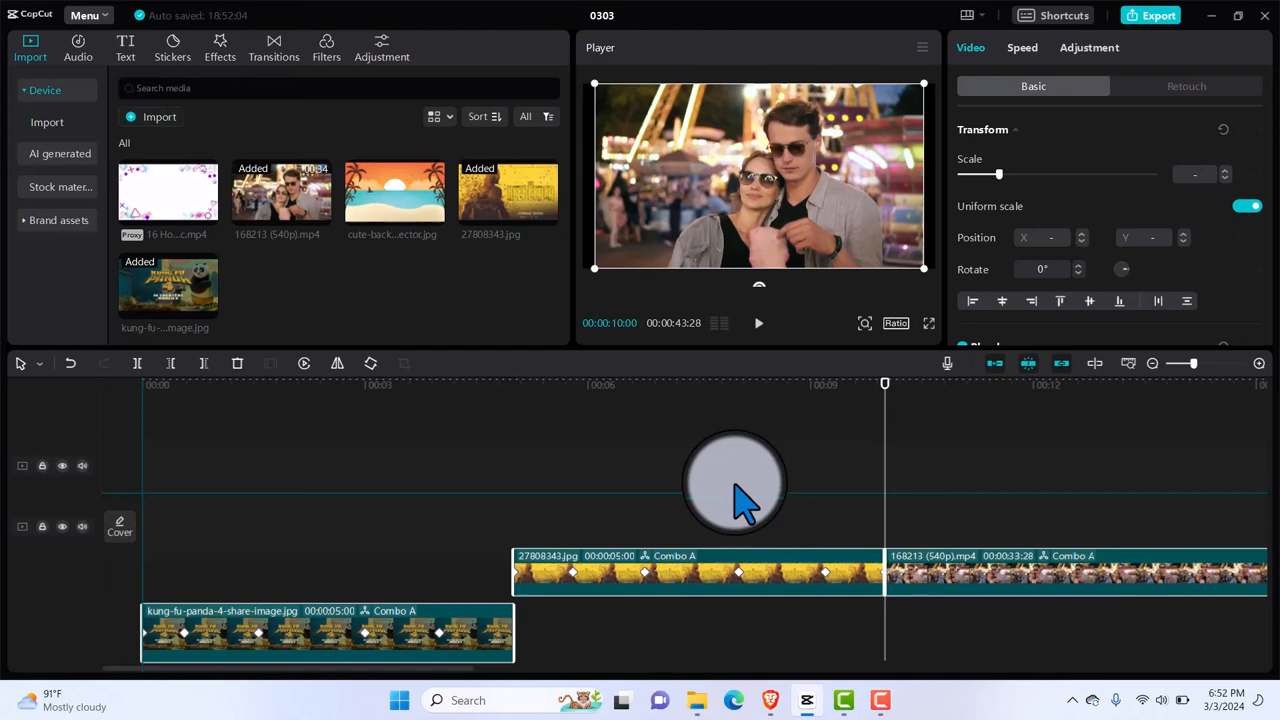 CapCut
Menu
Auto saved: 18:52:04
0303
Shortcuts
Export
Import
Audio
Text
Stickers
Effects
Transitions
Filters
Adjustment
Device
Import
AI generated
Stock mater...
Brand assets
Search media
Import
Sort
All
All
Proxy
16 Ho...c.mp4
Added
00:34
168213 (540p).mp4
cute-back...ector.jpg
Added
27808343.jpg
Added
KUNG FU
PANDA
kung-fu-...mage.jpg
Player
00:00:10:00
00:00:43:28
Ratio
Video
Speed
Adjustment
Basic
Retouch
Transform
Scale
-
Uniform scale
Position
X -
Y -
Rotate
0°
00:00
00:03
00:06
00:09
00:12
Cover
27808343.jpg 00:00:05:00 Combo A
168213 (540p).mp4 00:00:33:28 Combo A
kung-fu-panda-4-share-image.jpg 00:00:05:00 Combo A
91°F
Mostly cloudy
Search
6:52 PM
3/3/2024